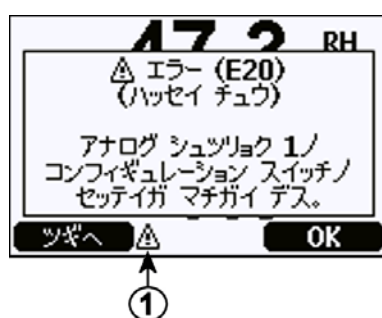 47.2 RH
⚠ エラー (E20)
(ハッセイ チュウ)
アナログ シュツリョク 1ノ
コンフィギュレーション スイッチノ
セッテイガ マチガイ デス。
ツギヘ ⚠ OK
1